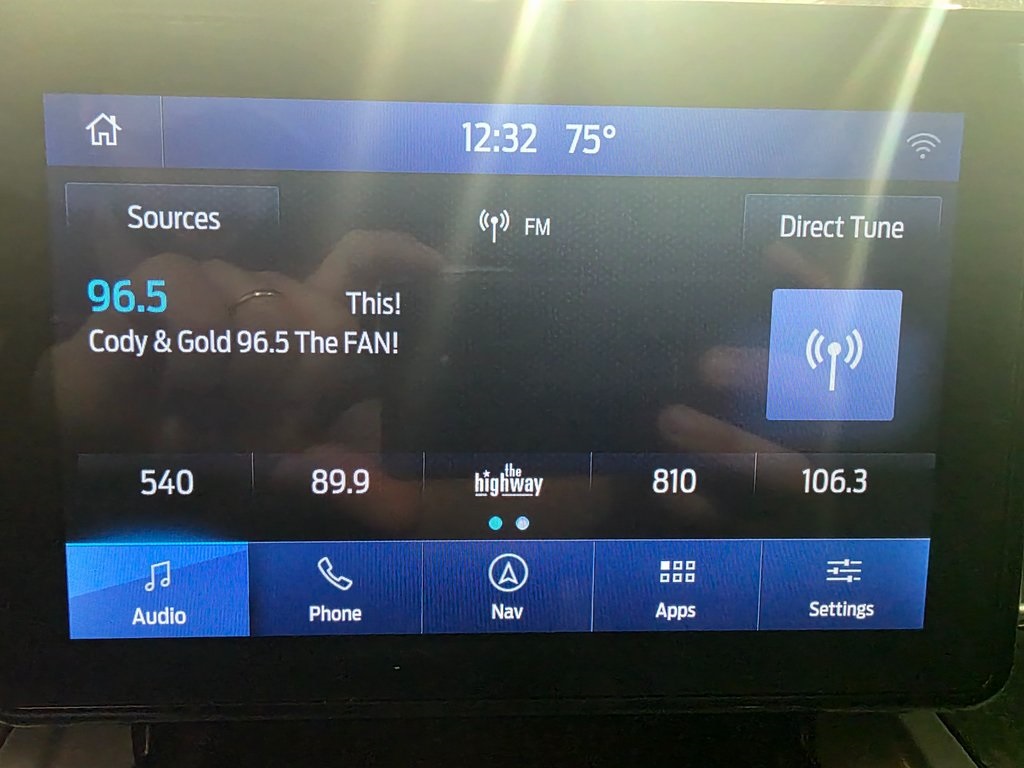 12:32 75°
Sources FM Direct Tune
96.5 This!
Cody & Gold 96.5 The FAN!
540 89.9 the highway 810 106.3
Audio Phone Nav Apps Settings